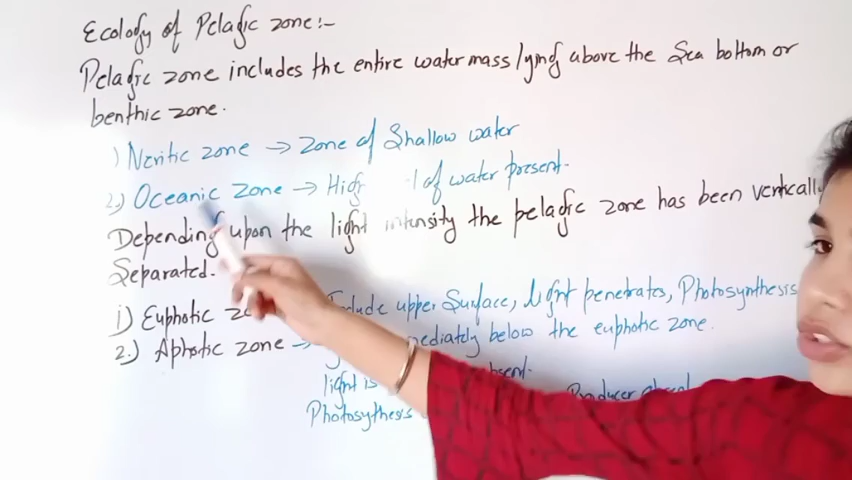 Ecology of Pelagic zone:-
Pelagic zone includes the entire water mass lying above the Sea bottom or
benthic zone.
1) Neritic zone → Zone of Shallow water
2.) Oceanic zone → of water present.
Depending upon the light intensity the pelagic zone has been vertically
Separated.
1) Euphotic upper Surface, light penetrates, Photosynthesis
2.) Aphotic zone → below the euphotic zone.
light is
Photosythesis Producer